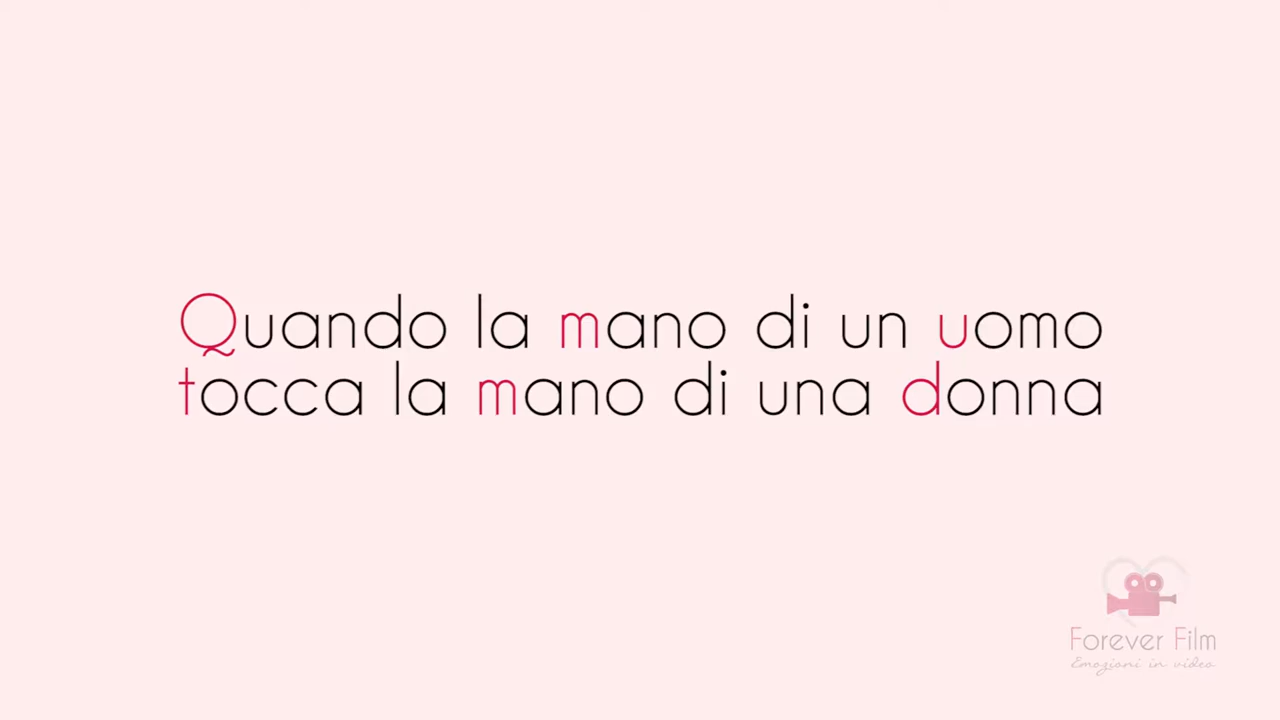 Quando la mano di un uomo
tocca la mano di una donna
Forever Film
Emozioni in video